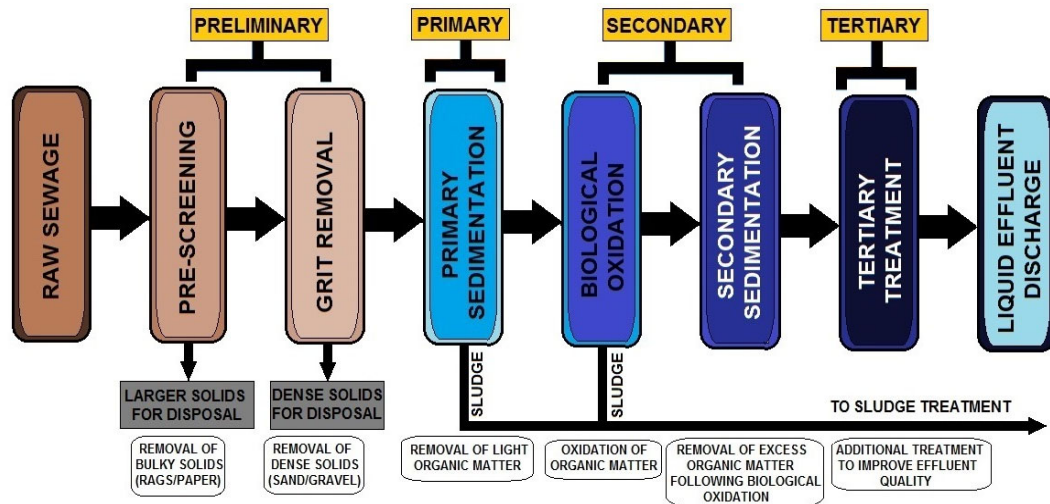 PRELIMINARY
PRIMARY
SECONDARY
TERTIARY
RAW SEWAGE
PRE-SCREENING
GRIT REMOVAL
PRIMARY
SEDIMENTATION
BIOLOGICAL
OXIDATION
SECONDARY
SEDIMENTATION
TERTIARY
TREATMENT
LIQUID EFFLUENT
DISCHARGE
LARGER SOLIDS
FOR DISPOSAL
DENSE SOLIDS
FOR DISPOSAL
SLUDGE
SLUDGE
TO SLUDGE TREATMENT
REMOVAL OF
BULKY SOLIDS
(RAGS/PAPER)
REMOVAL OF
DENSE SOLIDS
(SAND/GRAVEL)
REMOVAL OF LIGHT
ORGANIC MATTER
OXIDATION OF
ORGANIC MATTER
REMOVAL OF EXCESS
ORGANIC MATTER
FOLLOWING BIOLOGICAL
OXIDATION
ADDITIONAL TREATMENT
TO IMPROVE EFFLUENT
QUALITY